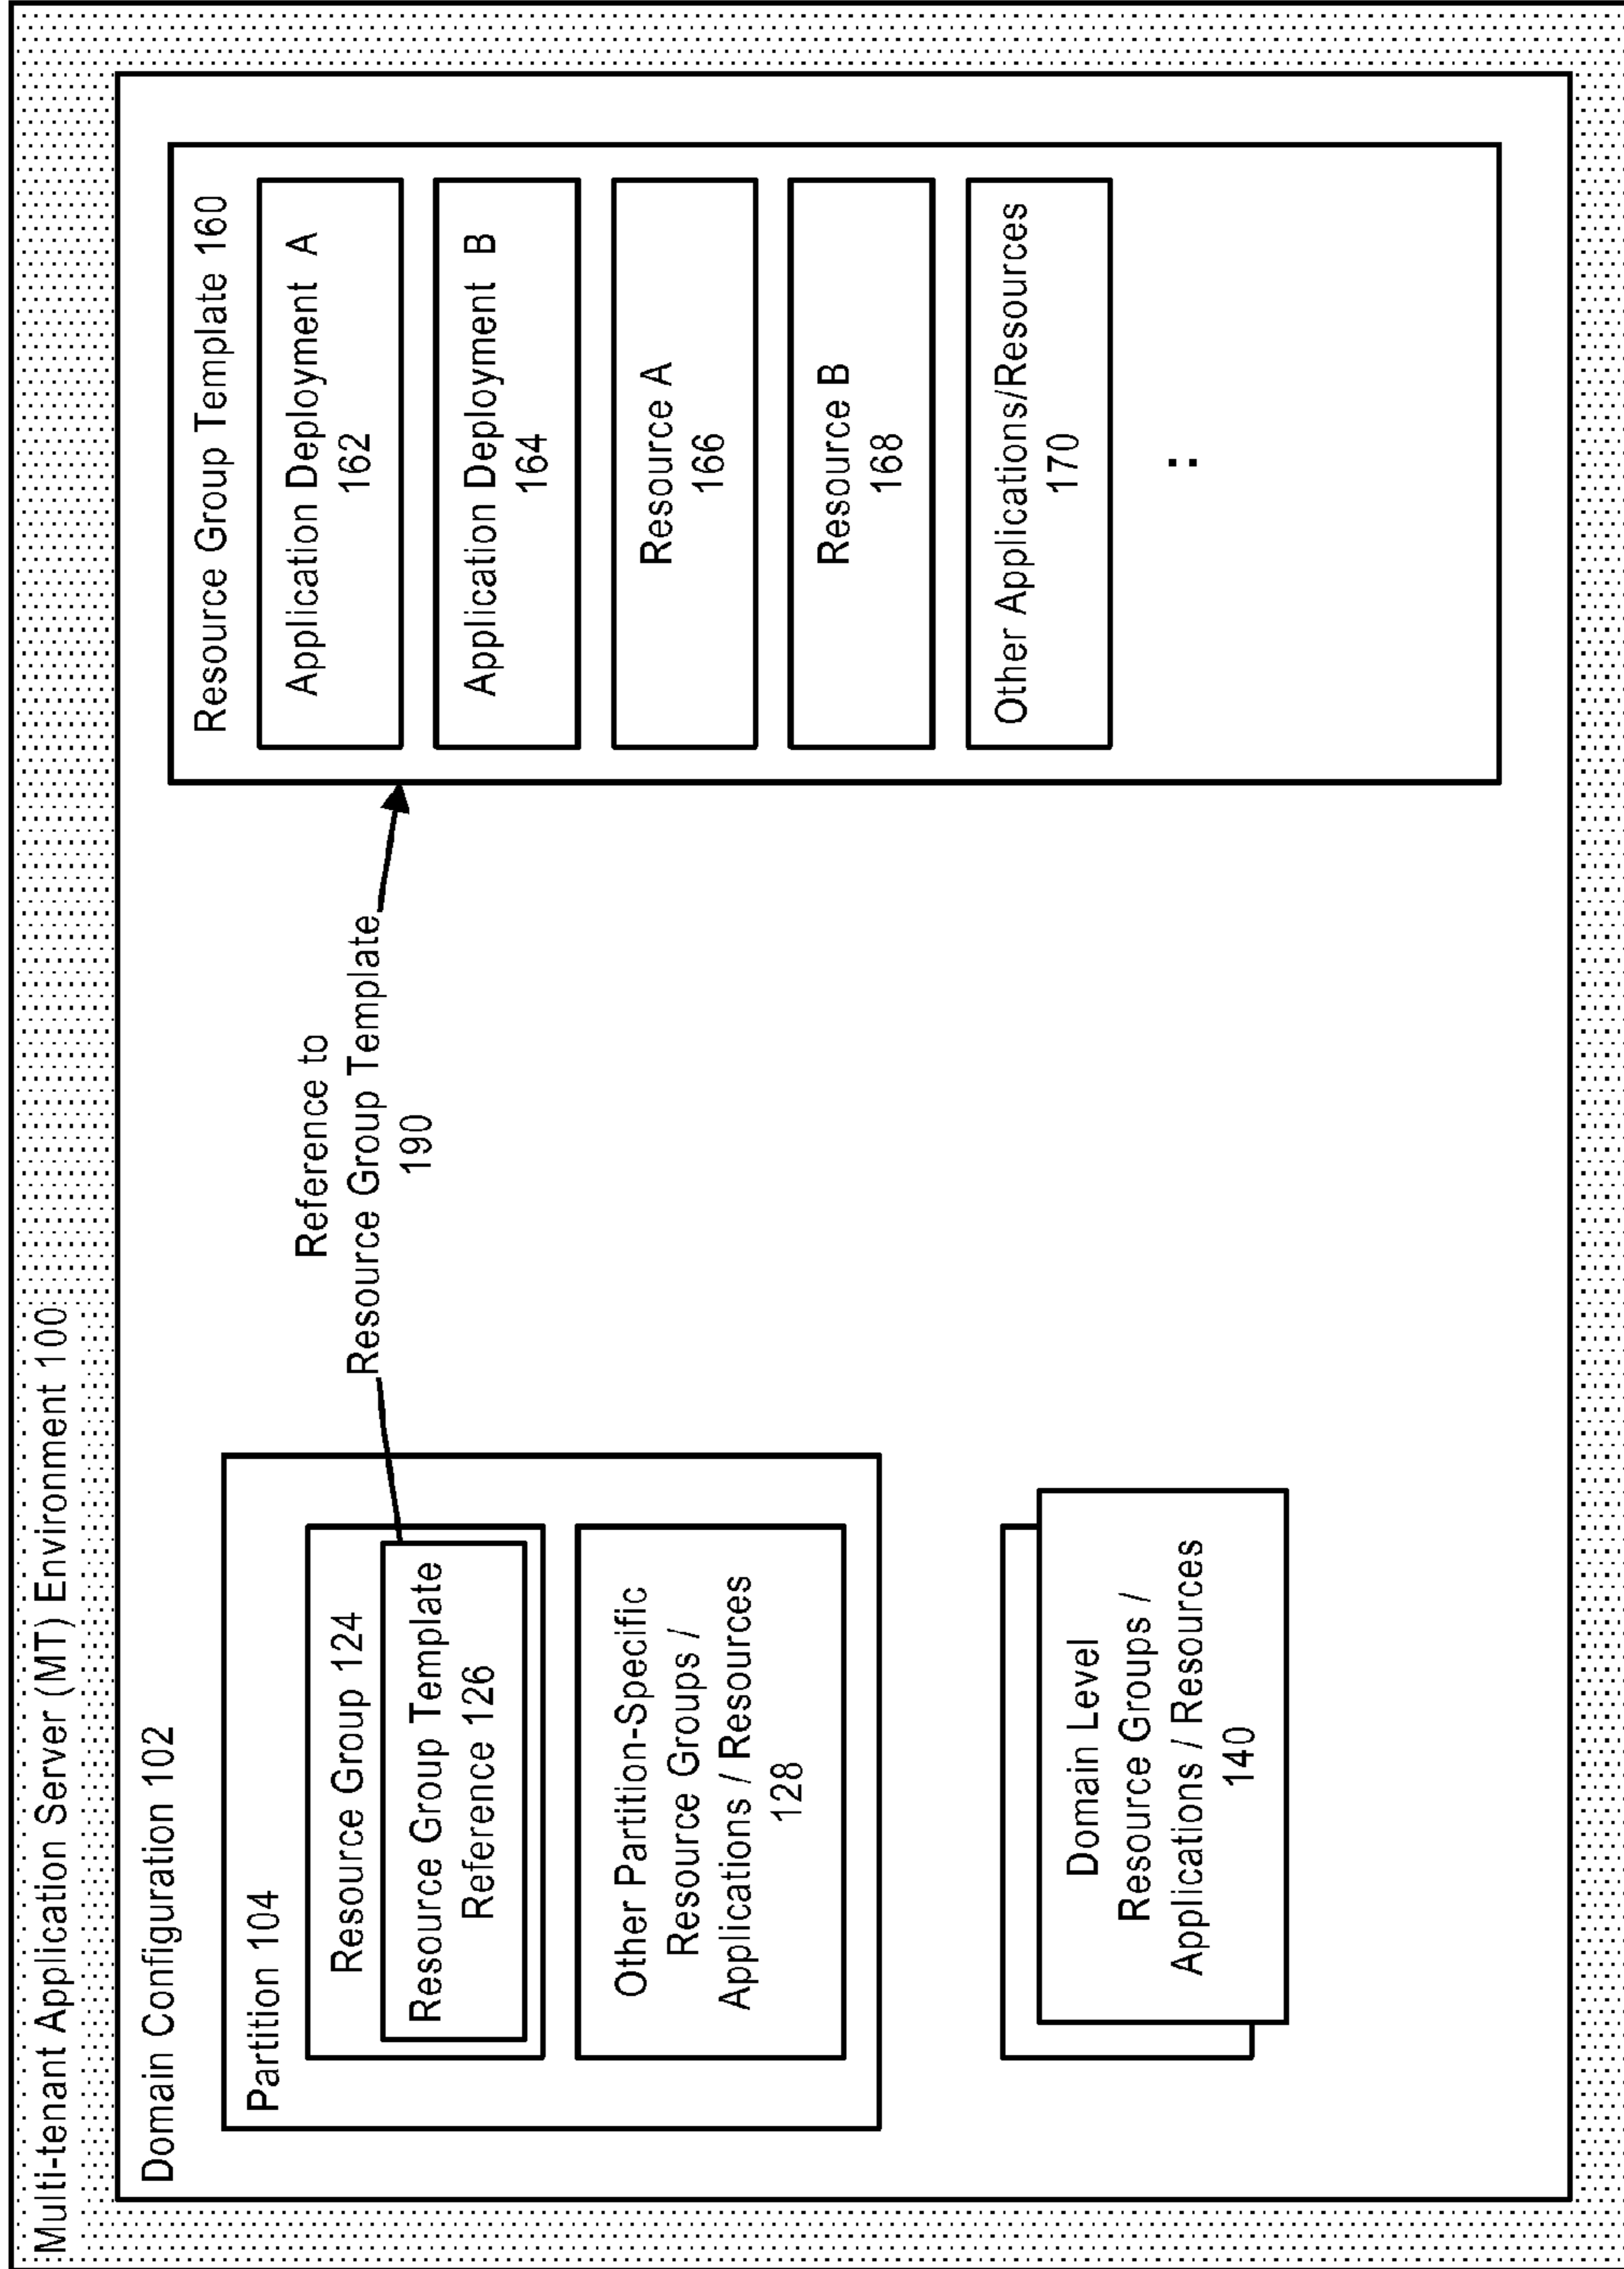 Multi-tenant Application Server (MT) Environment 100
Domain Configuration 102
Partition 104
Resource Group 124
Resource Group Template
Reference 126
Other Partition-Specific
Resource Groups /
Applications / Resources
128
Domain Level
Resource Groups /
Applications / Resources
140
Reference to
Resource Group Template
190
Resource Group Template 160
Application Deployment A
162
Application Deployment B
164
Resource A
166
Resource B
168
Other Applications/Resources
170